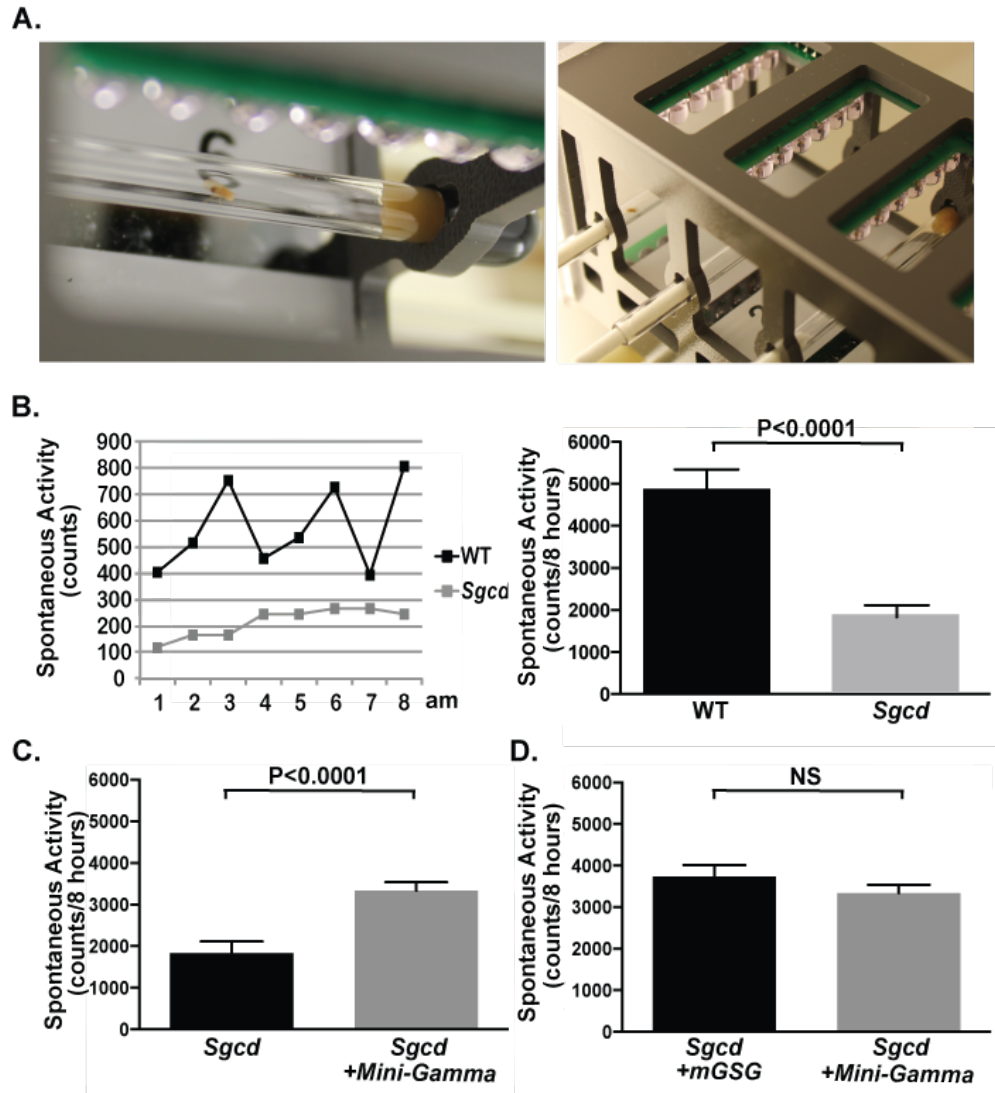 A.
6
B.
Spontaneous Activity
(counts)
900
800
700
600
500
400
300
200
100
0
1 2 3 4 5 6 7 8 am
WT
Sgcd
Spontaneous Activity
(counts/8 hours)
6000
5000
4000
3000
2000
1000
0
P<0.0001
WT Sgcd
C.
Spontaneous Activity
(counts/8 hours)
6000
5000
4000
3000
2000
1000
0
P<0.0001
Sgcd Sgcd
+Mini-Gamma
D.
Spontaneous Activity
(counts/8 hours)
6000
5000
4000
3000
2000
1000
0
NS
Sgcd Sgcd
+mGSG +Mini-Gamma